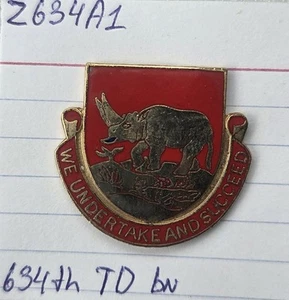 Z634A1
WE UNDERTAKE AND SUCCEED
634th TD bn